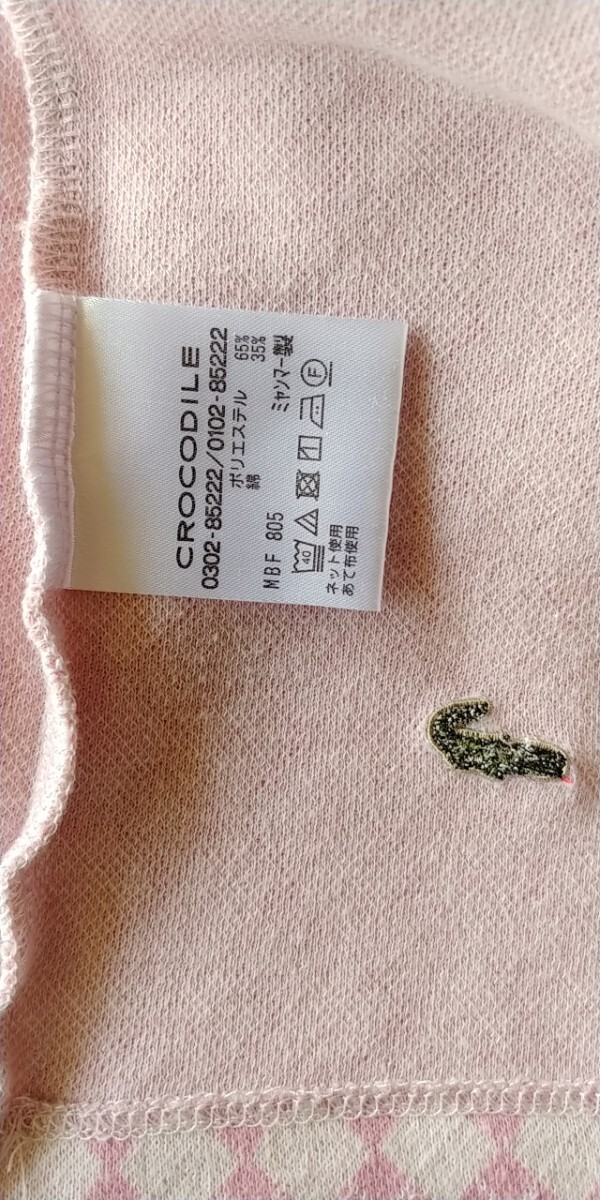 CROCODILE
0302-85222/0102-85222
ポリエステル 65%
綿 35%
MBF 805 ミャンマー製
40 F
ネット使用
あて布使用